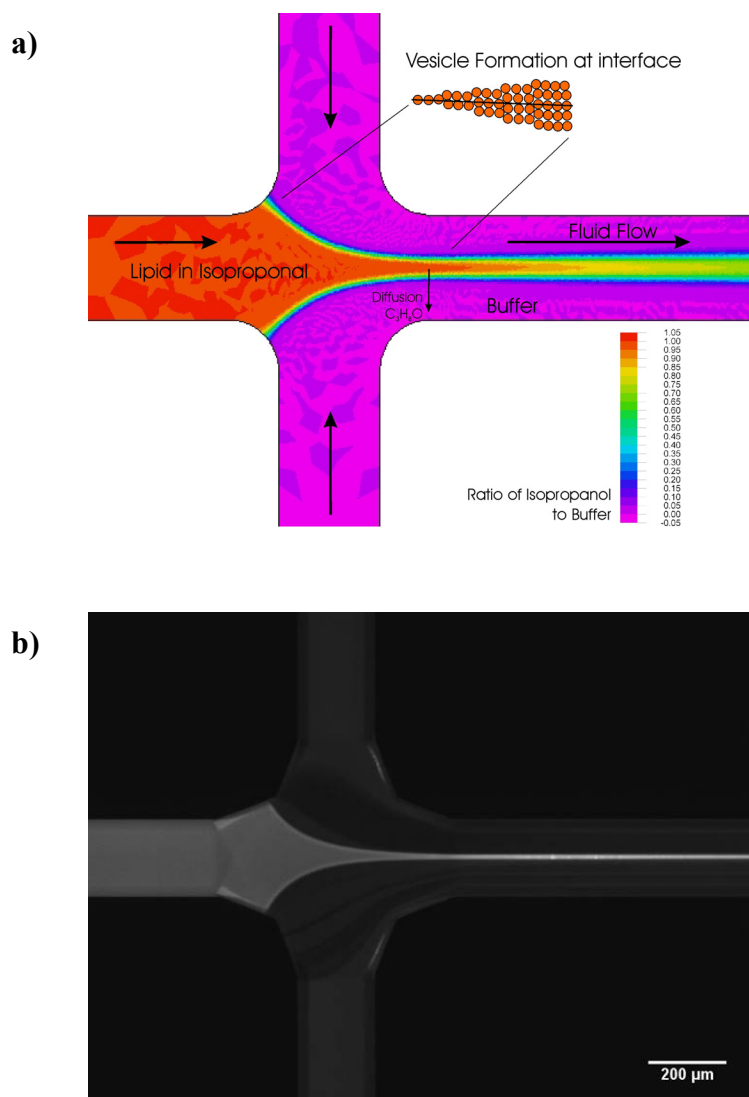 a)
Vesicle Formation at interface
Fluid Flow
Lipid in Isoproponal
Diffusion
C₃H₈O
Buffer
1.05
1.00
0.95
0.90
0.85
0.80
0.75
0.70
0.65
0.60
0.55
0.50
0.45
0.40
0.35
0.30
0.25
0.20
0.15
0.10
0.05
0.00
-0.05
Ratio of Isopropanol
to Buffer
b)
200 µm